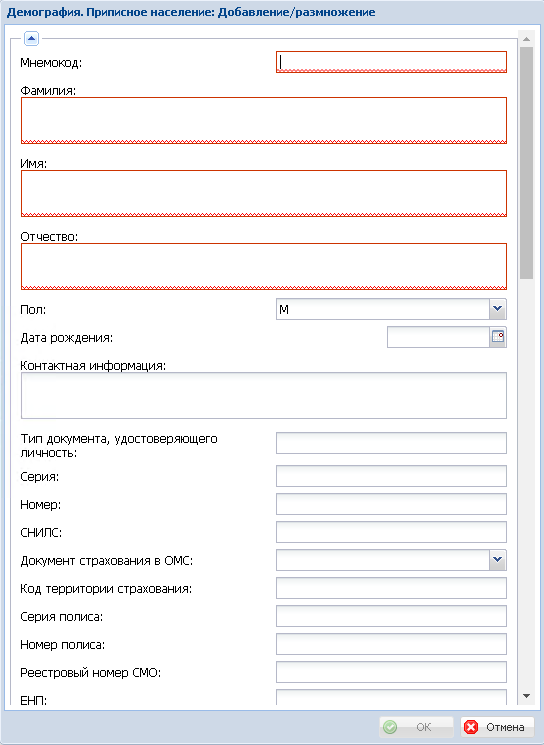 Демография. Приписное население: Добавление/размножение
Мнемокод:
Фамилия:
Имя:
Отчество:
Пол: М
Дата рождения:
Контактная информация:
Тип документа, удостоверяющего
личность:
Серия:
Номер:
СНИЛС:
Документ страхования в ОМС:
Код территории страхования:
Серия полиса:
Номер полиса:
Реестровый номер СМО:
ЕНП:
ОК Отмена